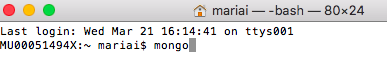 mariai — -bash — 80×24
Last login: Wed Mar 21 16:14:41 on ttys001
MU00051494X:~ mariai$ mongo